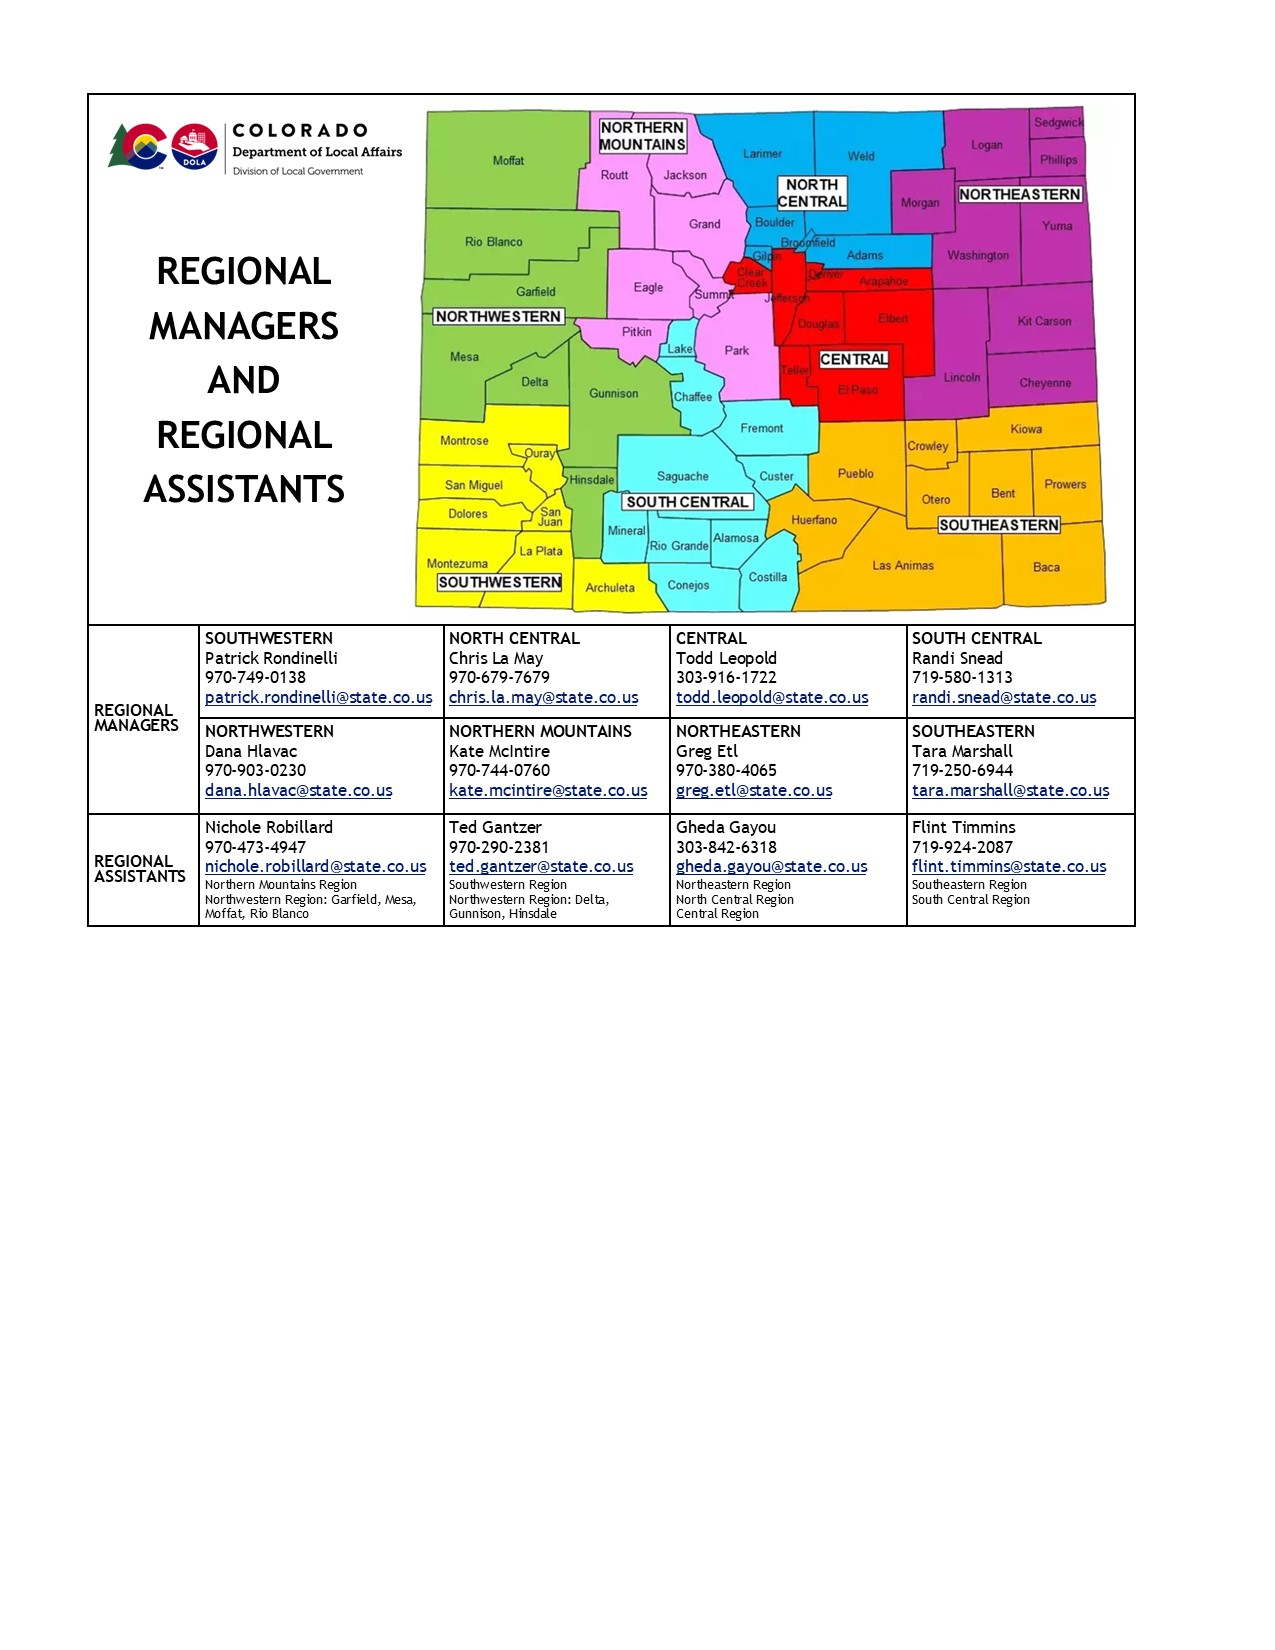 COLORADO
Department of Local Affairs
Division of Local Government
DOLA
REGIONAL
MANAGERS
AND
REGIONAL
ASSISTANTS
NORTHERN
MOUNTAINS
Moffat
Routt
Jackson
Larimer
Weld
Logan
Sedgwick
Phillips
NORTH
CENTRAL
NORTHEASTERN
Morgan
Yuma
Grand
Boulder
Rio Blanco
Broomfield
Gilpin
Adams
Washington
Clear
Creek
Denver
Arapahoe
Garfield
Eagle
Summit
Jefferson
NORTHWESTERN
Pitkin
Douglas
Elbert
Kit Carson
Mesa
Lake
Park
CENTRAL
Teller
Delta
Gunnison
Chaffee
El Paso
Lincoln
Cheyenne
Montrose
Ouray
Fremont
Crowley
Kiowa
San Miguel
Hinsdale
Saguache
Custer
Pueblo
Otero
Bent
Prowers
SOUTH CENTRAL
Dolores
San
Juan
Mineral
Rio Grande
Alamosa
Huerfano
SOUTHEASTERN
La Plata
Montezuma
SOUTHWESTERN
Archuleta
Conejos
Costilla
Las Animas
Baca
REGIONAL
MANAGERS
SOUTHWESTERN
Patrick Rondinelli
970-749-0138
patrick.rondinelli@state.co.us
NORTH CENTRAL
Chris La May
970-679-7679
chris.la.may@state.co.us
CENTRAL
Todd Leopold
303-916-1722
todd.leopold@state.co.us
SOUTH CENTRAL
Randi Snead
719-580-1313
randi.snead@state.co.us
NORTHWESTERN
Dana Hlavac
970-903-0230
dana.hlavac@state.co.us
NORTHERN MOUNTAINS
Kate McIntire
970-744-0760
kate.mcintire@state.co.us
NORTHEASTERN
Greg Etl
970-380-4065
greg.etl@state.co.us
SOUTHEASTERN
Tara Marshall
719-250-6944
tara.marshall@state.co.us
REGIONAL
ASSISTANTS
Nichole Robillard
970-473-4947
nichole.robillard@state.co.us
Northern Mountains Region
Northwestern Region: Garfield, Mesa,
Moffat, Rio Blanco
Ted Gantzer
970-290-2381
ted.gantzer@state.co.us
Southwestern Region
Northwestern Region: Delta,
Gunnison, Hinsdale
Gheda Gayou
303-842-6318
gheda.gayou@state.co.us
Northeastern Region
North Central Region
Central Region
Flint Timmins
719-924-2087
flint.timmins@state.co.us
Southeastern Region
South Central Region